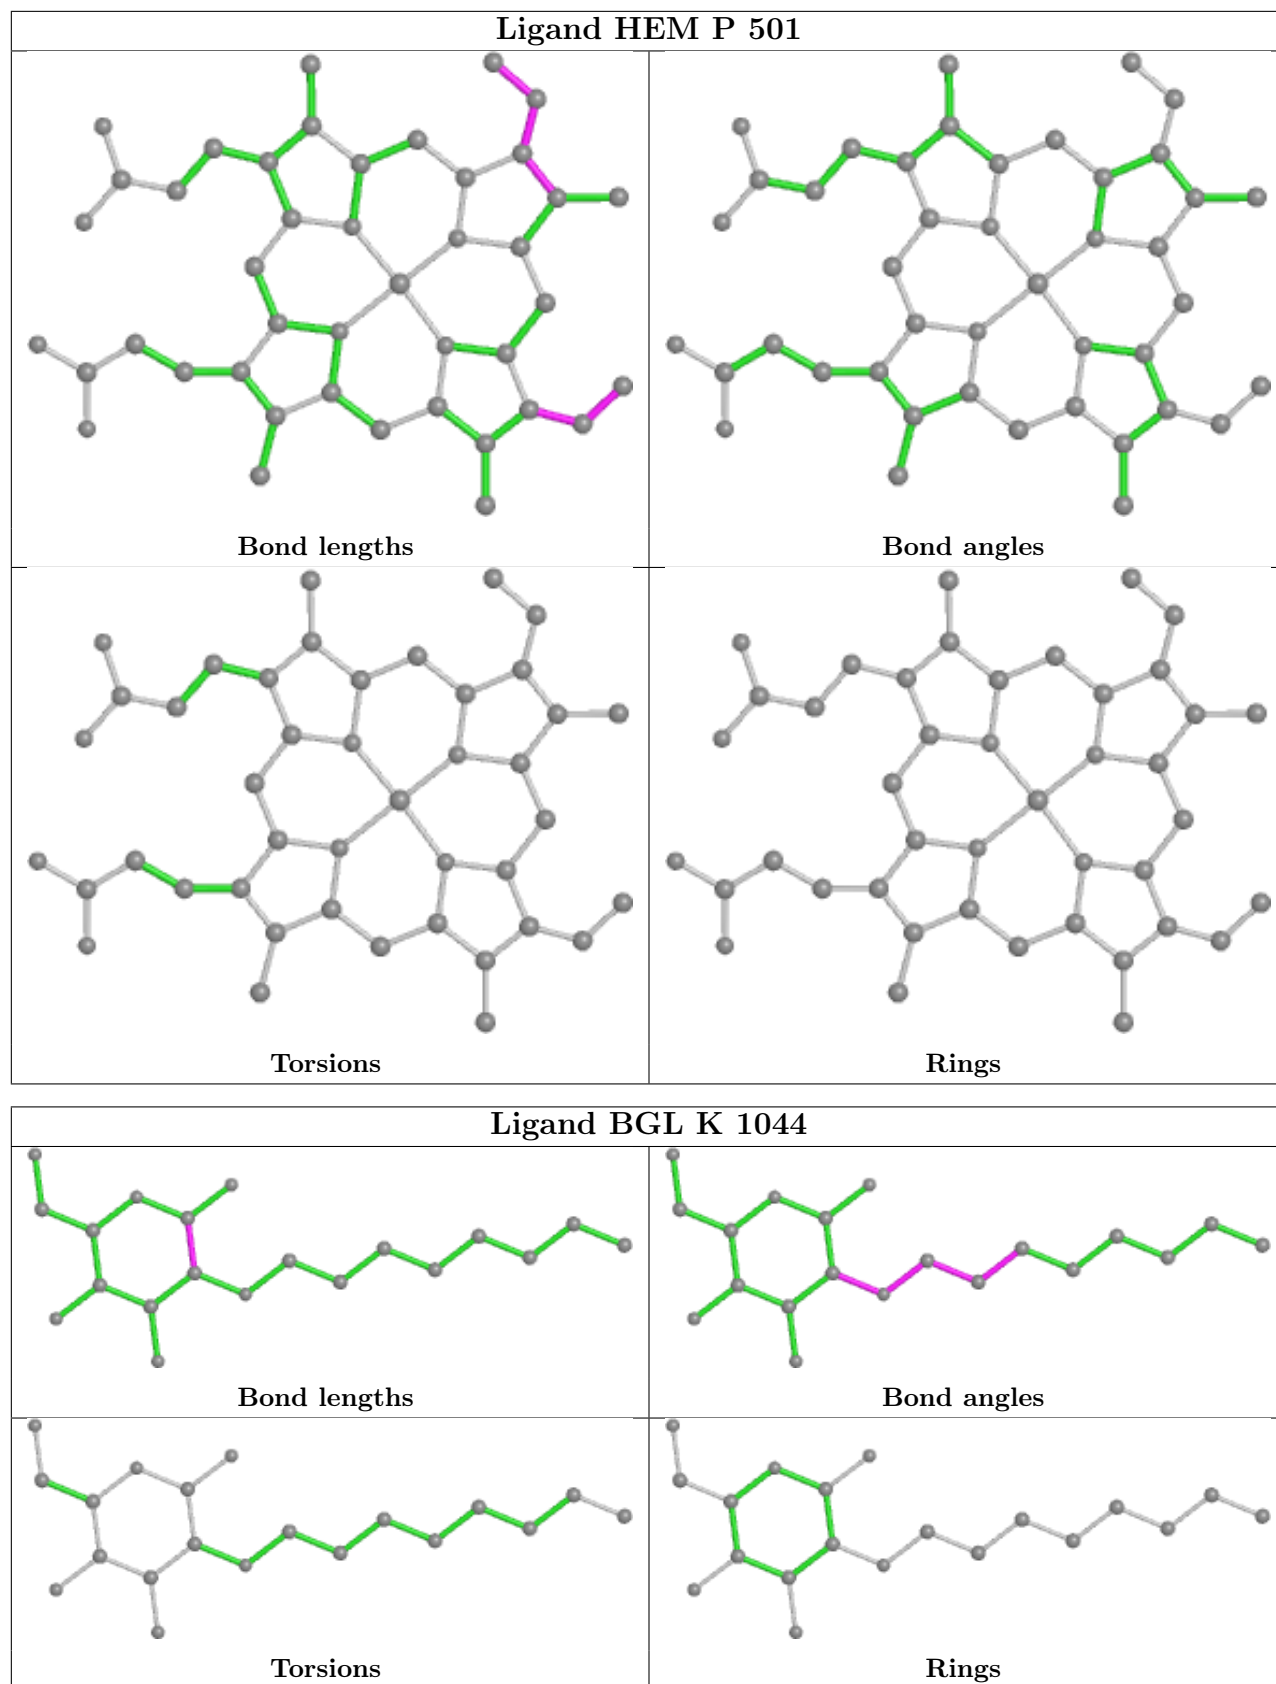 Ligand HEM P 501
Bond lengths
Bond angles
Torsions
Rings
Ligand BGL K 1044
Bond lengths
Bond angles
Torsions
Rings